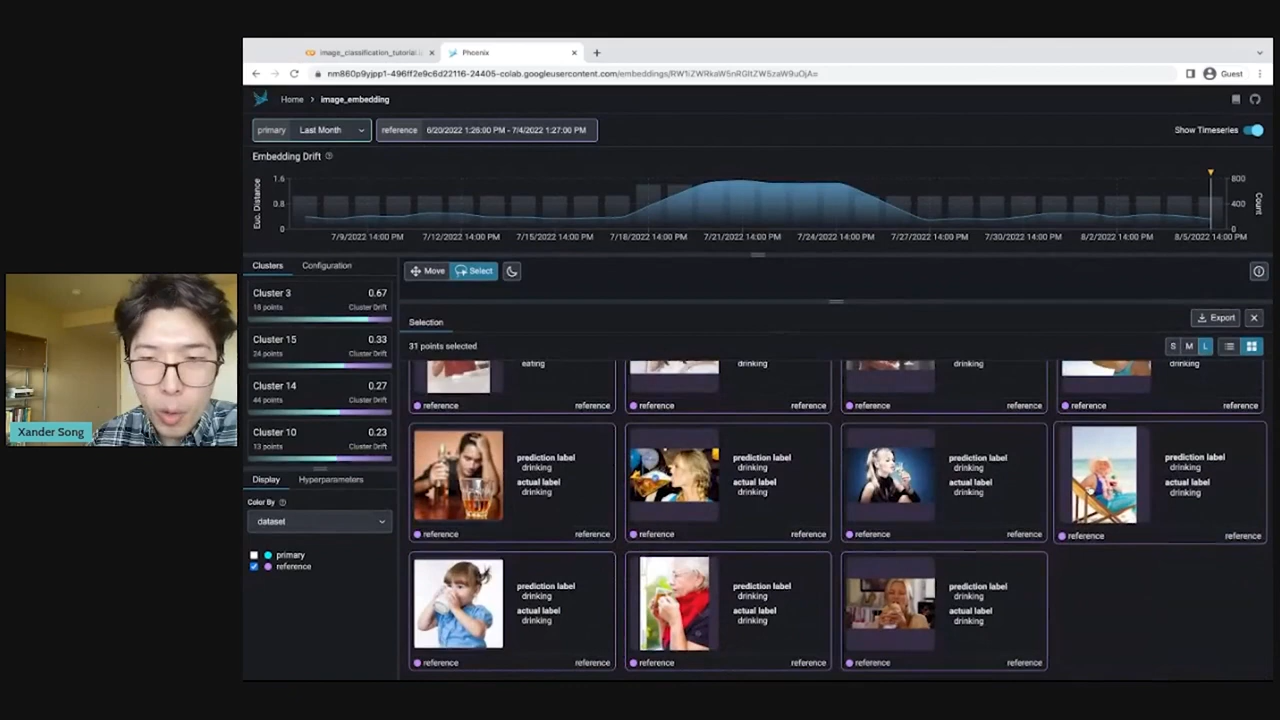 image_classification_tutorial.i
Phoenix
nm860p9yjpp1-496ff2e9c6d22116-24405-colab.googleusercontent.com/embeddings/RW1iZWRkaW5nRGltZW5zaW9uOjA=
Guest
Home > image_embedding
primary Last Month reference 6/20/2022 1:26:00 PM - 7/4/2022 1:27:00 PM Show Timeseries
Embedding Drift
Euc. Distance
1.6
0.8
0
800
400
0
Count
7/9/2022 14:00 PM 7/12/2022 14:00 PM 7/15/2022 14:00 PM 7/18/2022 14:00 PM 7/21/2022 14:00 PM 7/24/2022 14:00 PM 7/27/2022 14:00 PM 7/30/2022 14:00 PM 8/2/2022 14:00 PM 8/5/2022 14:00 PM
Clusters Configuration
Cluster 3 0.67
18 points Cluster Drift
Cluster 15 0.33
24 points Cluster Drift
Cluster 14 0.27
44 points Cluster Drift
Cluster 10 0.23
13 points Cluster Drift
Display Hyperparameters
Color By
dataset
primary
reference
Move Select
Selection
Export
31 points selected
S M L
eating drinking drinking drinking
reference reference reference reference reference reference reference reference
prediction label prediction label prediction label prediction label
drinking drinking drinking drinking
actual label actual label actual label actual label
drinking drinking drinking drinking
reference reference reference reference reference reference reference reference
prediction label prediction label prediction label
drinking drinking drinking
actual label actual label actual label
drinking drinking drinking
reference reference reference reference reference reference
Xander Song